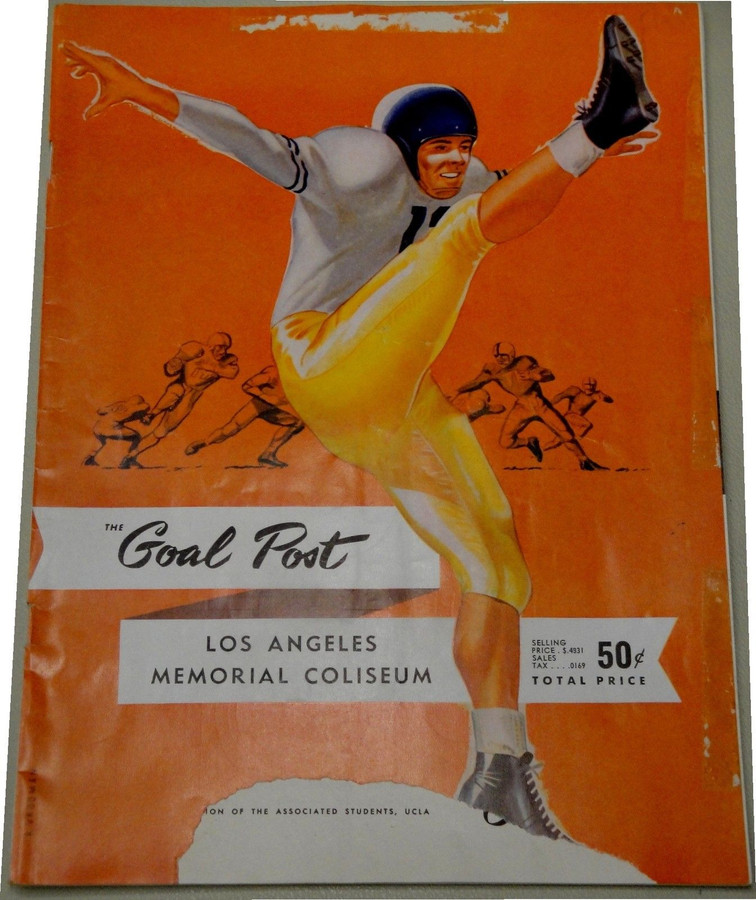 THE
Goal Post
LOS ANGELES
MEMORIAL COLISEUM
SELLING
PRICE . $.4831
SALES
TAX . . . . .0169
50¢
TOTAL PRICE
ION OF THE ASSOCIATED STUDENTS, UCLA